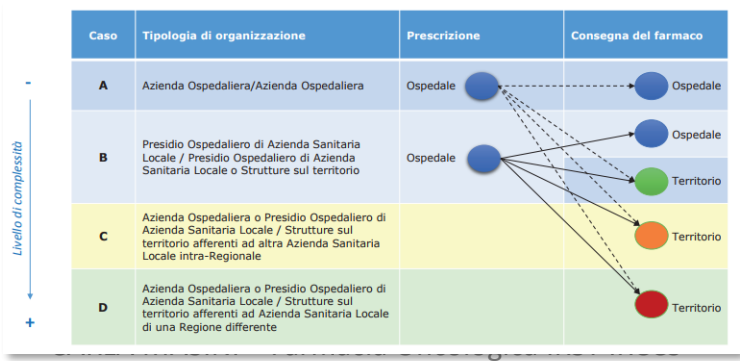 Caso Tipologia di organizzazione Prescrizione Consegna del farmaco
-
A Azienda Ospedaliera/Azienda Ospedaliera Ospedale Ospedale
Ospedale
Presidio Ospedaliero di Azienda Sanitaria
B Locale / Presidio Ospedaliero di Azienda Ospedale
Sanitaria Locale o Strutture sul territorio
Territorio
Livello di complessità
Azienda Ospedaliera o Presidio Ospedaliero di
Azienda Sanitaria Locale / Strutture sul
C territorio afferenti ad altra Azienda Sanitaria Territorio
Locale intra-Regionale
Azienda Ospedaliera o Presidio Ospedaliero di
Azienda Sanitaria Locale / Strutture sul
D territorio afferenti ad Azienda Sanitaria Locale Territorio
di una Regione differente
+